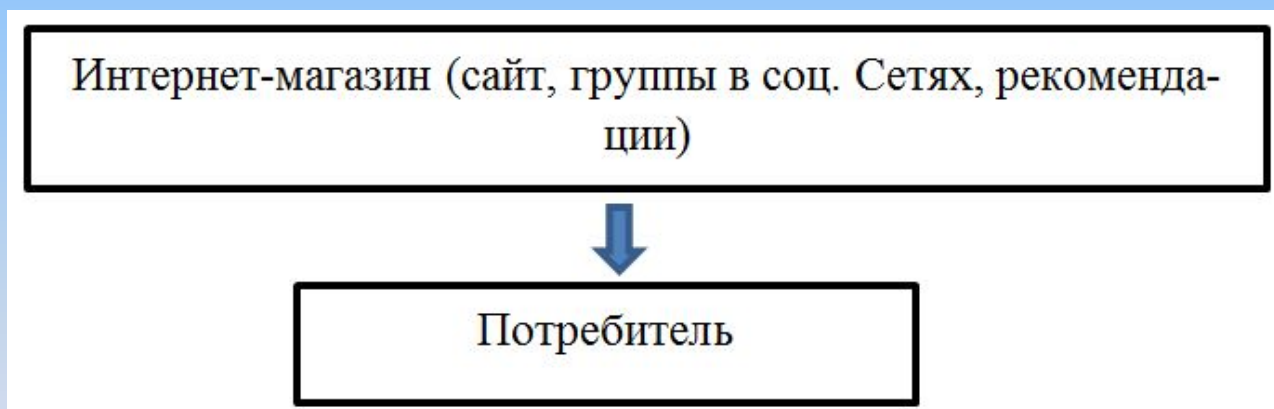 Интернет-магазин (сайт, группы в соц. Сетях, рекоменда-
ции)
Потребитель